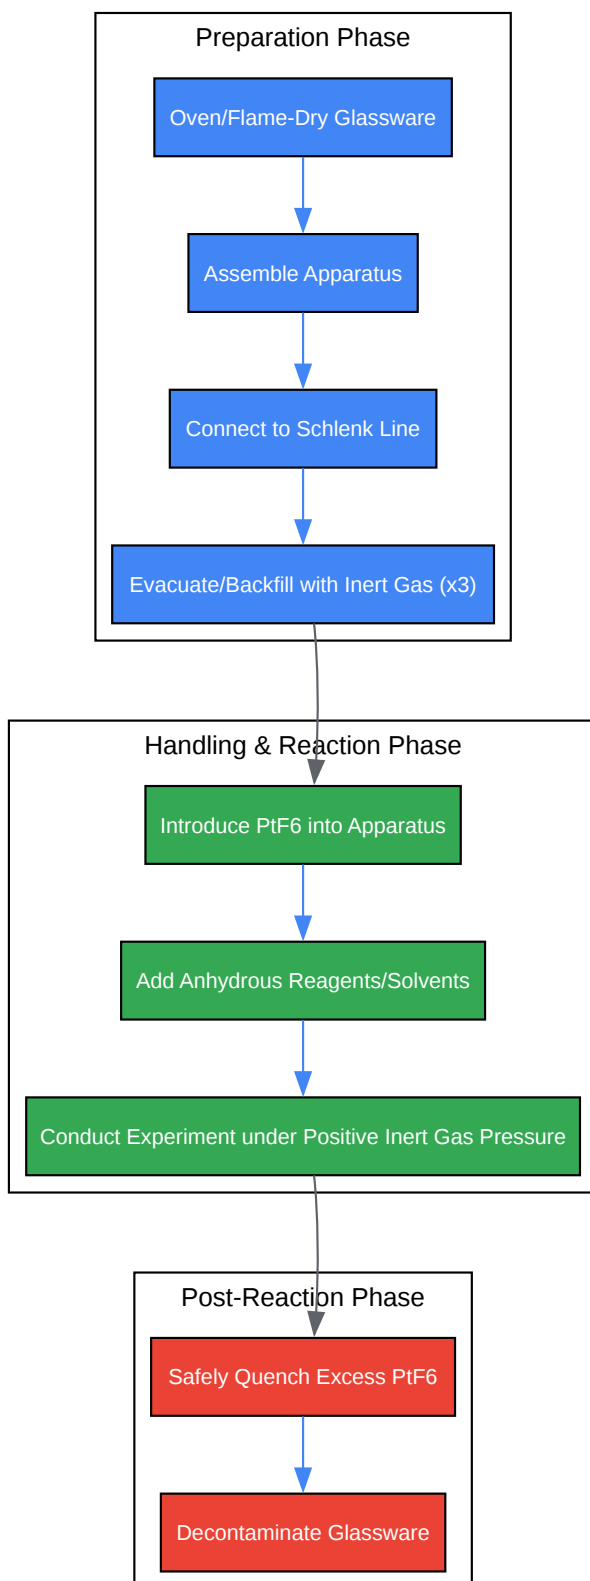 Preparation Phase
Oven/Flame-Dry Glassware
Assemble Apparatus
Connect to Schlenk Line
Evacuate/Backfill with Inert Gas (x3)
Handling & Reaction Phase
Introduce PtF6 into Apparatus
Add Anhydrous Reagents/Solvents
Conduct Experiment under Positive Inert Gas Pressure
Post-Reaction Phase
Safely Quench Excess PtF6
Decontaminate Glassware